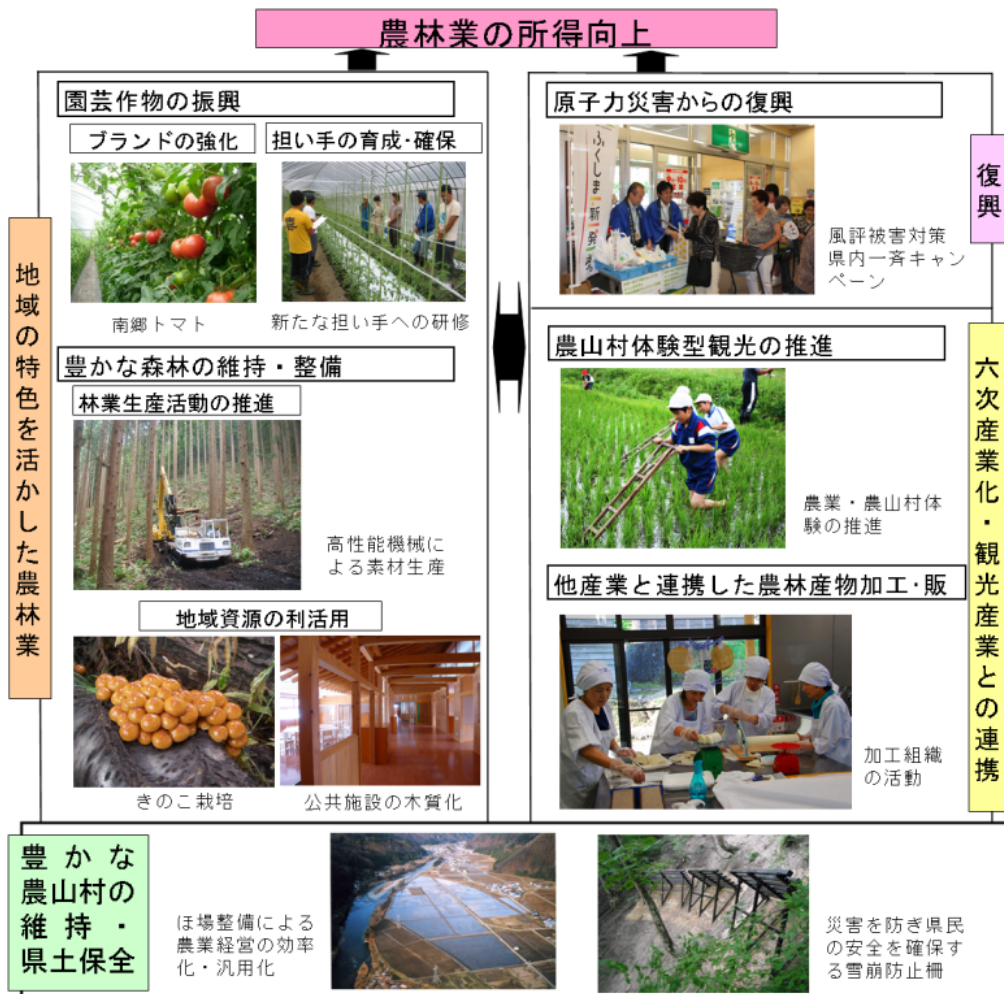 農林業の所得向上
園芸作物の振興
ブランドの強化
担い手の育成・確保
南郷トマト
新たな担い手への研修
豊かな森林の維持・整備
林業生産活動の推進
高性能機械に
よる素材生産
地域資源の利活用
きのこ栽培
公共施設の木質化
地域の特色を活かした農林業
原子力災害からの復興
ふくしま新発売
風評被害対策
県内一斉キャン
ペーン
復興
農山村体験型観光の推進
農業・農山村体
験の推進
他産業と連携した農林産物加工・販
加工組織
の活動
六次産業化・観光産業との連携
豊かな
農山村の
維持・
県土保全
ほ場整備による
農業経営の効率
化・汎用化
災害を防ぎ県民
の安全を確保す
る雪崩防止柵